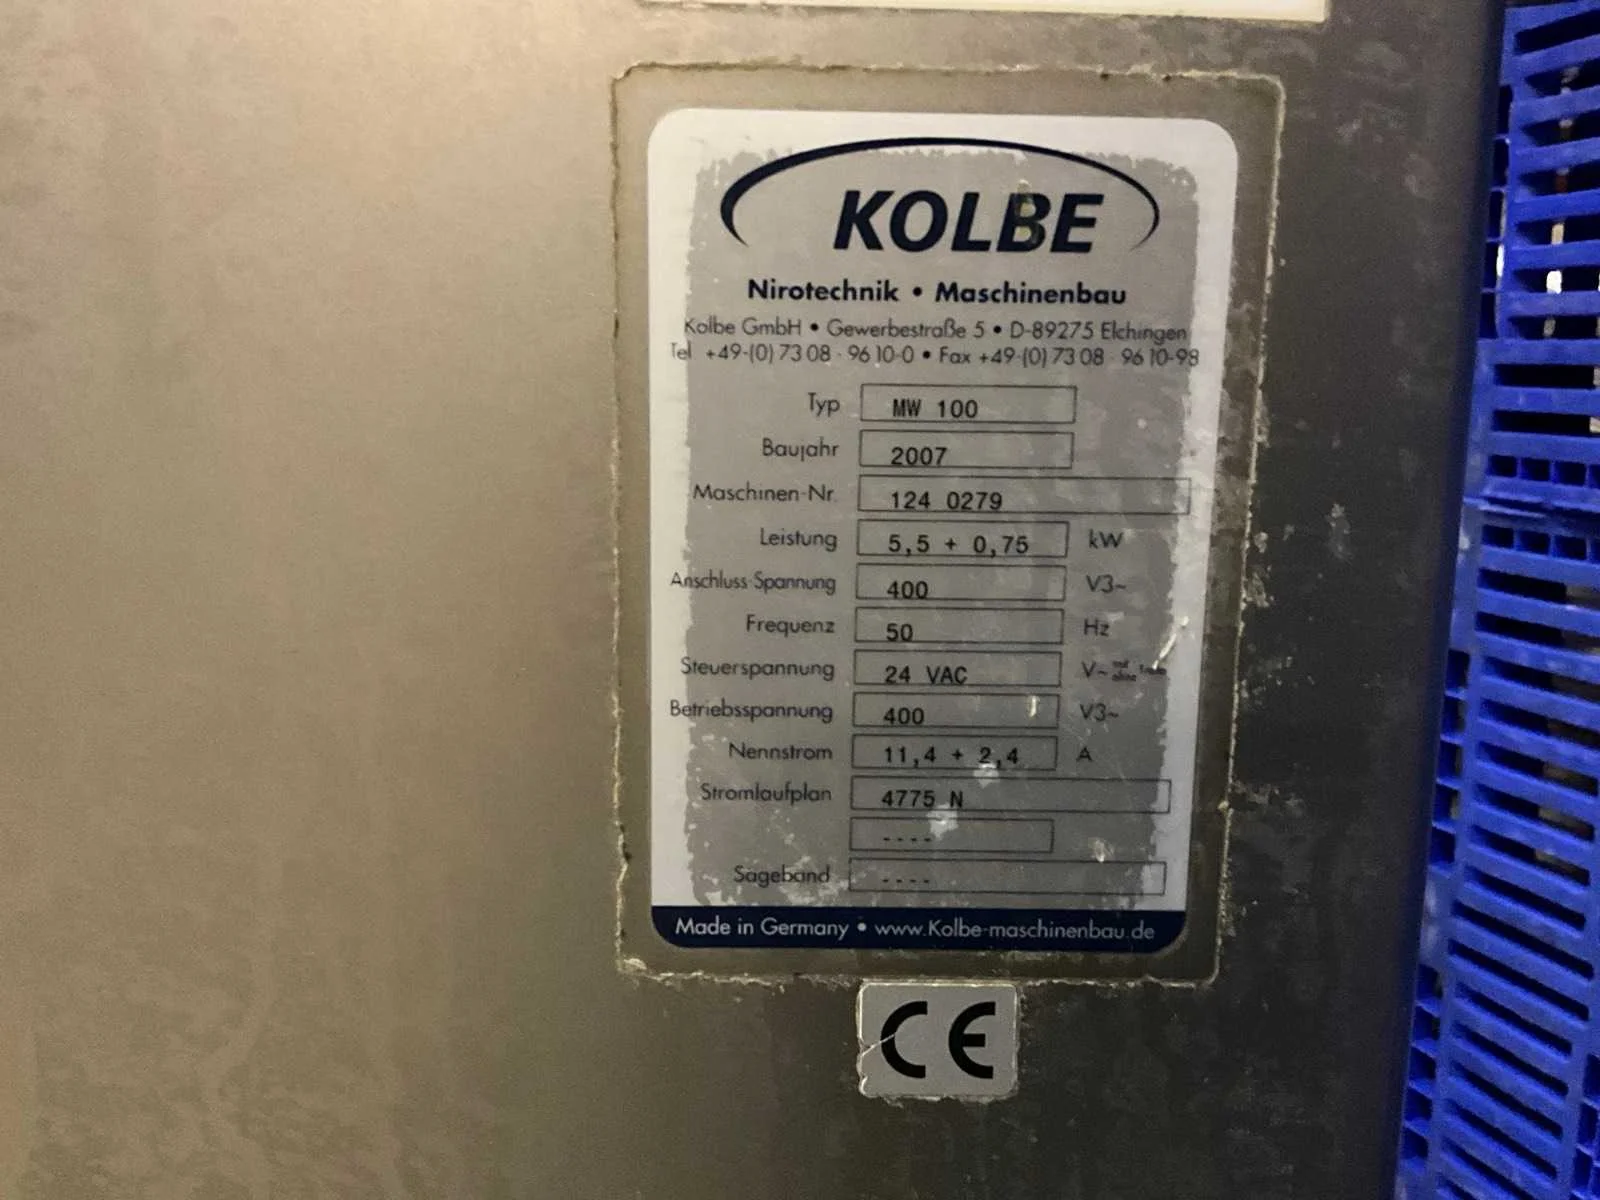 KOLBE
Nirotechnik • Maschinenbau
Kolbe GmbH • Gewerbestraße 5 • D-89275 Elchingen
Tel +49-(0) 73 08 - 96 10-0 • Fax +49-(0) 73 08 96 10-98
Typ MW 100
Baujahr 2007
Maschinen-Nr. 124 0279
Leistung 5,5 + 0,75 kW
Anschluss-Spannung 400 V3~
Frequenz 50 Hz
Steuerspannung 24 VAC V~
Betriebsspannung 400 V3~
Nennstrom 11,4 + 2,4 A
Stromlaufplan 4775 N
----
Sägeband ----
Made in Germany • www.Kolbe-maschinenbau.de
CE